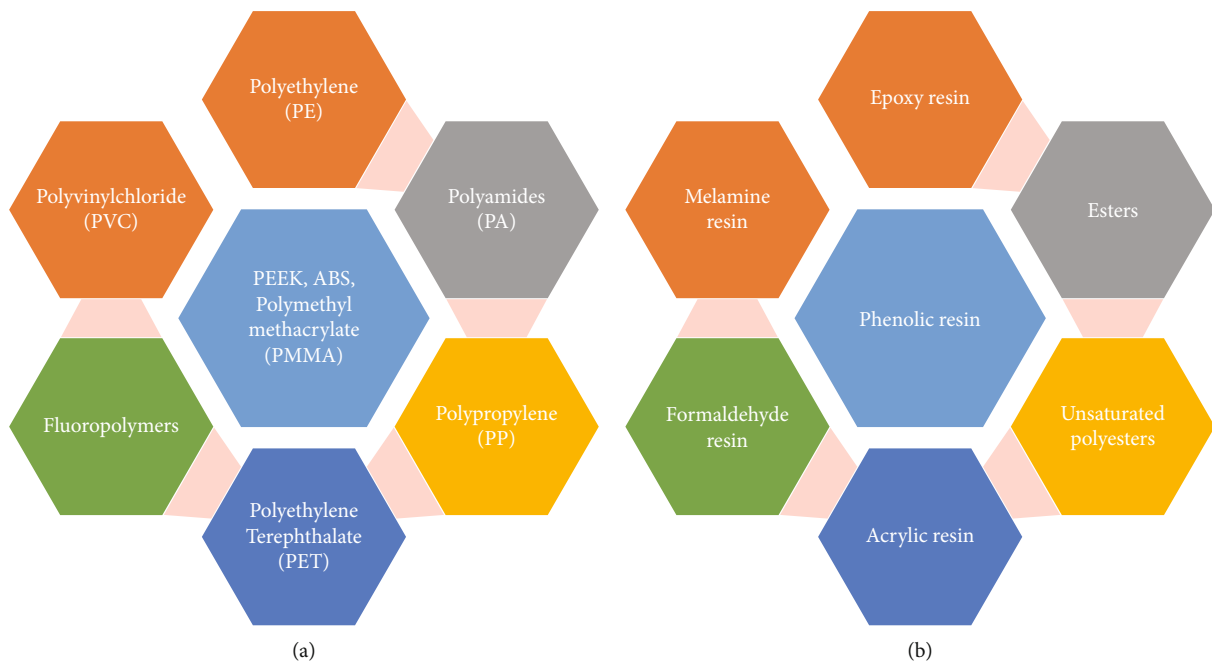 Polyethylene
(PE)
Polyvinylchloride
(PVC)
Polyamides
(PA)
PEEK, ABS,
Polymethyl
methacrylate
(PMMA)
Fluoropolymers
Polypropylene
(PP)
Polyethylene
Terephthalate
(PET)
(a)
Epoxy resin
Melamine
resin
Esters
Phenolic resin
Formaldehyde
resin
Unsaturated
polyesters
Acrylic resin
(b)